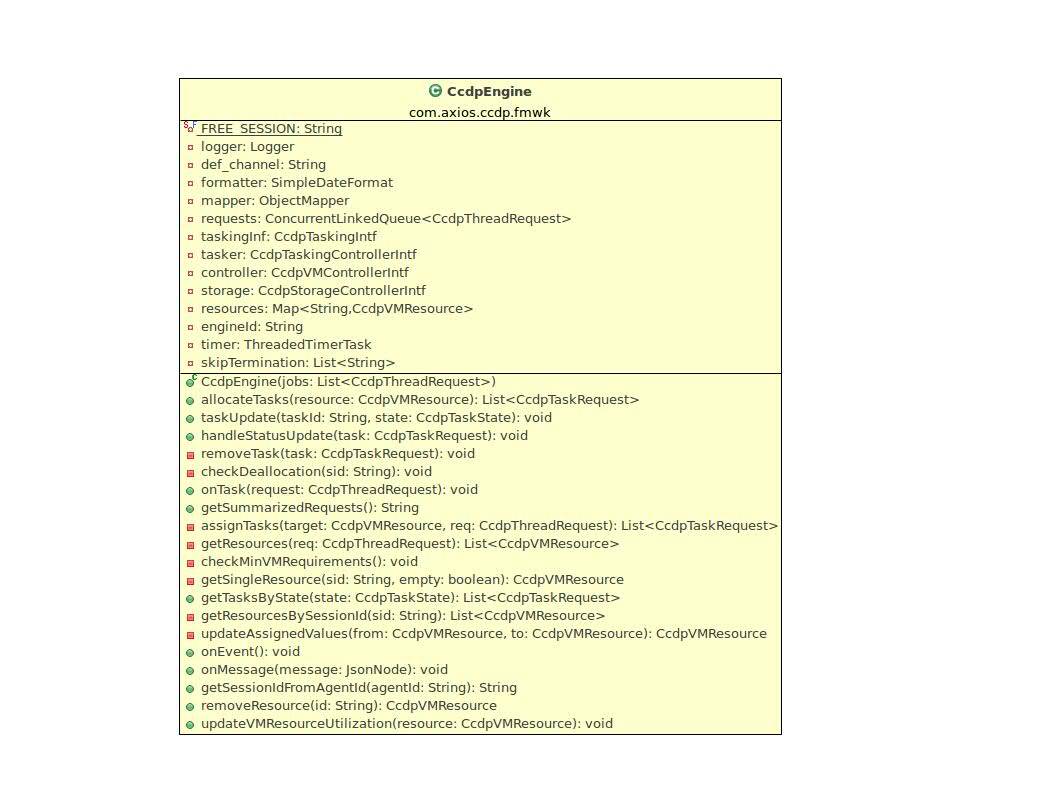 CcdpEngine
com.axios.ccdp.fmwk
FREE_SESSION: String
logger: Logger
def_channel: String
formatter: SimpleDateFormat
mapper: ObjectMapper
requests: ConcurrentLinkedQueue<CcdpThreadRequest>
taskingInf: CcdpTaskingIntf
tasker: CcdpTaskingControllerIntf
controller: CcdpVMControllerIntf
storage: CcdpStorageControllerIntf
resources: Map<String,CcdpVMResource>
engineId: String
timer: ThreadedTimerTask
skipTermination: List<String>
CcdpEngine(jobs: List<CcdpThreadRequest>)
allocateTasks(resource: CcdpVMResource): List<CcdpTaskRequest>
taskUpdate(taskId: String, state: CcdpTaskState): void
handleStatusUpdate(task: CcdpTaskRequest): void
removeTask(task: CcdpTaskRequest): void
checkDeallocation(sid: String): void
onTask(request: CcdpThreadRequest): void
getSummarizedRequests(): String
assignTasks(target: CcdpVMResource, req: CcdpThreadRequest): List<CcdpTaskRequest>
getResources(req: CcdpThreadRequest): List<CcdpVMResource>
checkMinVMRequirements(): void
getSingleResource(sid: String, empty: boolean): CcdpVMResource
getTasksByState(state: CcdpTaskState): List<CcdpTaskRequest>
getResourcesBySessionId(sid: String): List<CcdpVMResource>
updateAssignedValues(from: CcdpVMResource, to: CcdpVMResource): CcdpVMResource
onEvent(): void
onMessage(message: JsonNode): void
getSessionIdFromAgentId(agentId: String): String
removeResource(id: String): CcdpVMResource
updateVMResourceUtilization(resource: CcdpVMResource): void